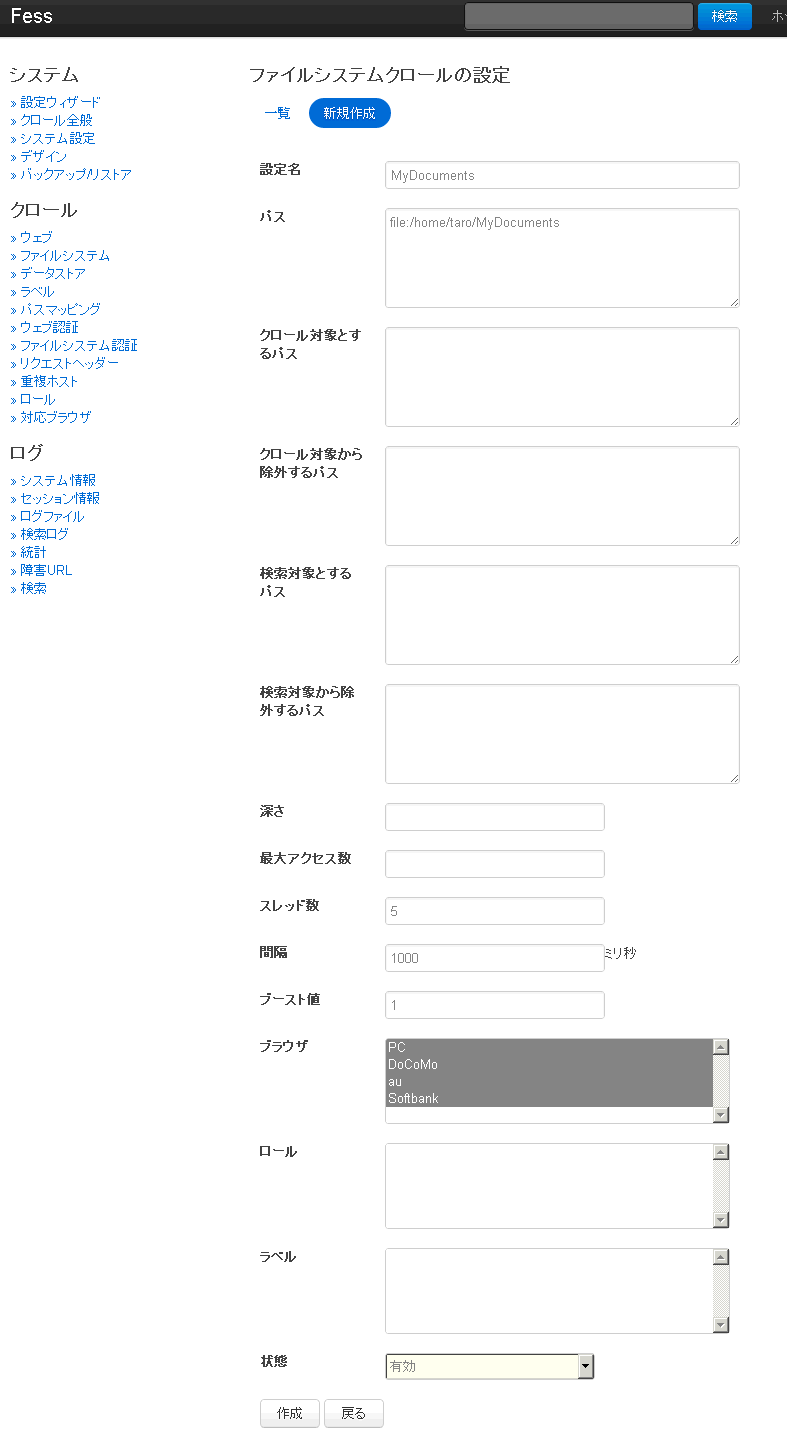 Fess
検索
システム
» 設定ウィザード
» クロール全般
» システム設定
» デザイン
» バックアップ/リストア
クロール
» ウェブ
» ファイルシステム
» データストア
» ラベル
» パスマッピング
» ウェブ認証
» ファイルシステム認証
» リクエストヘッダー
» 重複ホスト
» ロール
» 対応ブラウザ
ログ
» システム情報
» セッション情報
» ログファイル
» 検索ログ
» 統計
» 障害URL
» 検索
ファイルシステムクロールの設定
一覧 新規作成
設定名 MyDocuments
パス file:/home/taro/MyDocuments
クロール対象とす
るパス
クロール対象から
除外するパス
検索対象とする
パス
検索対象から除
外するパス
深さ
最大アクセス数
スレッド数 5
間隔 1000 ミリ秒
ブースト値 1
ブラウザ PC
DoCoMo
au
Softbank
ロール
ラベル
状態 有効
作成 戻る